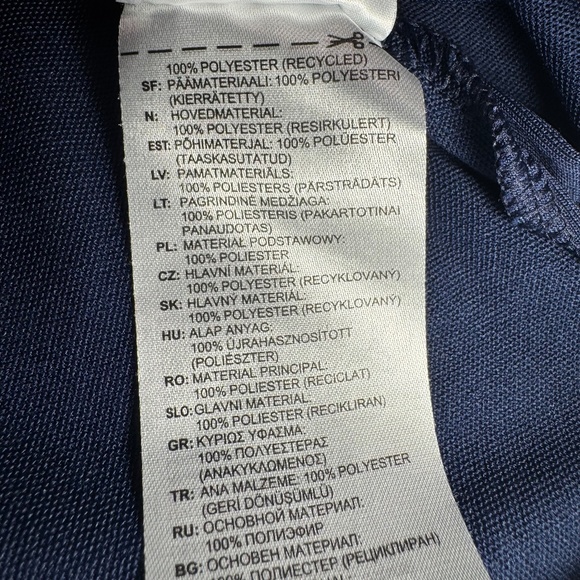 100% POLYESTER (RECYCLED)
SF: PÄÄMATERIAALI: 100% POLYESTERI
(KIERRÄTETTY)
N: HOVEDMATERIAL:
100% POLYESTER (RESIRKULERT)
EST: PÕHIMATERJAL: 100% POLÜESTER
(TAASKASUTATUD)
LV: PAMATMATERIĀLS:
100% POLIESTERS (PĀRSTRĀDĀTS)
LT: PAGRINDINĖ MEDŽIAGA:
100% POLIESTERIS (PAKARTOTINAI
PANAUDOTAS)
PL: MATERIAŁ PODSTAWOWY:
100% POLIESTER
CZ: HLAVNÍ MATERIÁL:
100% POLYESTER (RECYKLOVANÝ)
SK: HLAVNÝ MATERIÁL:
100% POLYESTER (RECYKLOVANÝ)
HU: ALAP ANYAG:
100% ÚJRAHASZNOSÍTOTT
(POLIÉSZTER)
RO: MATERIAL PRINCIPAL:
100% POLIESTER (RECICLAT)
SLO: GLAVNI MATERIAL:
100% POLIESTER (RECIKLIRAN)
GR: ΚΥΡΙΩΣ ΥΦΑΣΜΑ:
100% ΠΟΛΥΕΣΤΕΡΑΣ
(ΑΝΑΚΥΚΛΩΜΕΝΟΣ)
TR: ANA MALZEME: 100% POLYESTER
(GERİ DÖNÜŞÜMLÜ)
RU: ОСНОВНОЙ МАТЕРИАЛ:
100% ПОЛИЭФИР
BG: ОСНОВЕН МАТЕРИАЛ:
100% ПОЛИЕСТЕР (РЕЦИКЛИРАН)